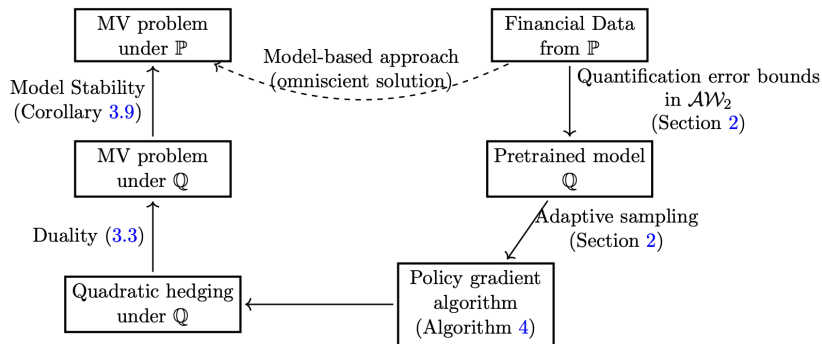 MV problem
under ℙ
Financial Data
from ℙ
Model-based approach
(omniscient solution)
Model Stability
(Corollary 3.9)
Quantification error bounds
in 𝒜𝒲₂
(Section 2)
MV problem
under ℚ
Pretrained model
ℚ
Duality (3.3)
Adaptive sampling
(Section 2)
Quadratic hedging
under ℚ
Policy gradient
algorithm
(Algorithm 4)